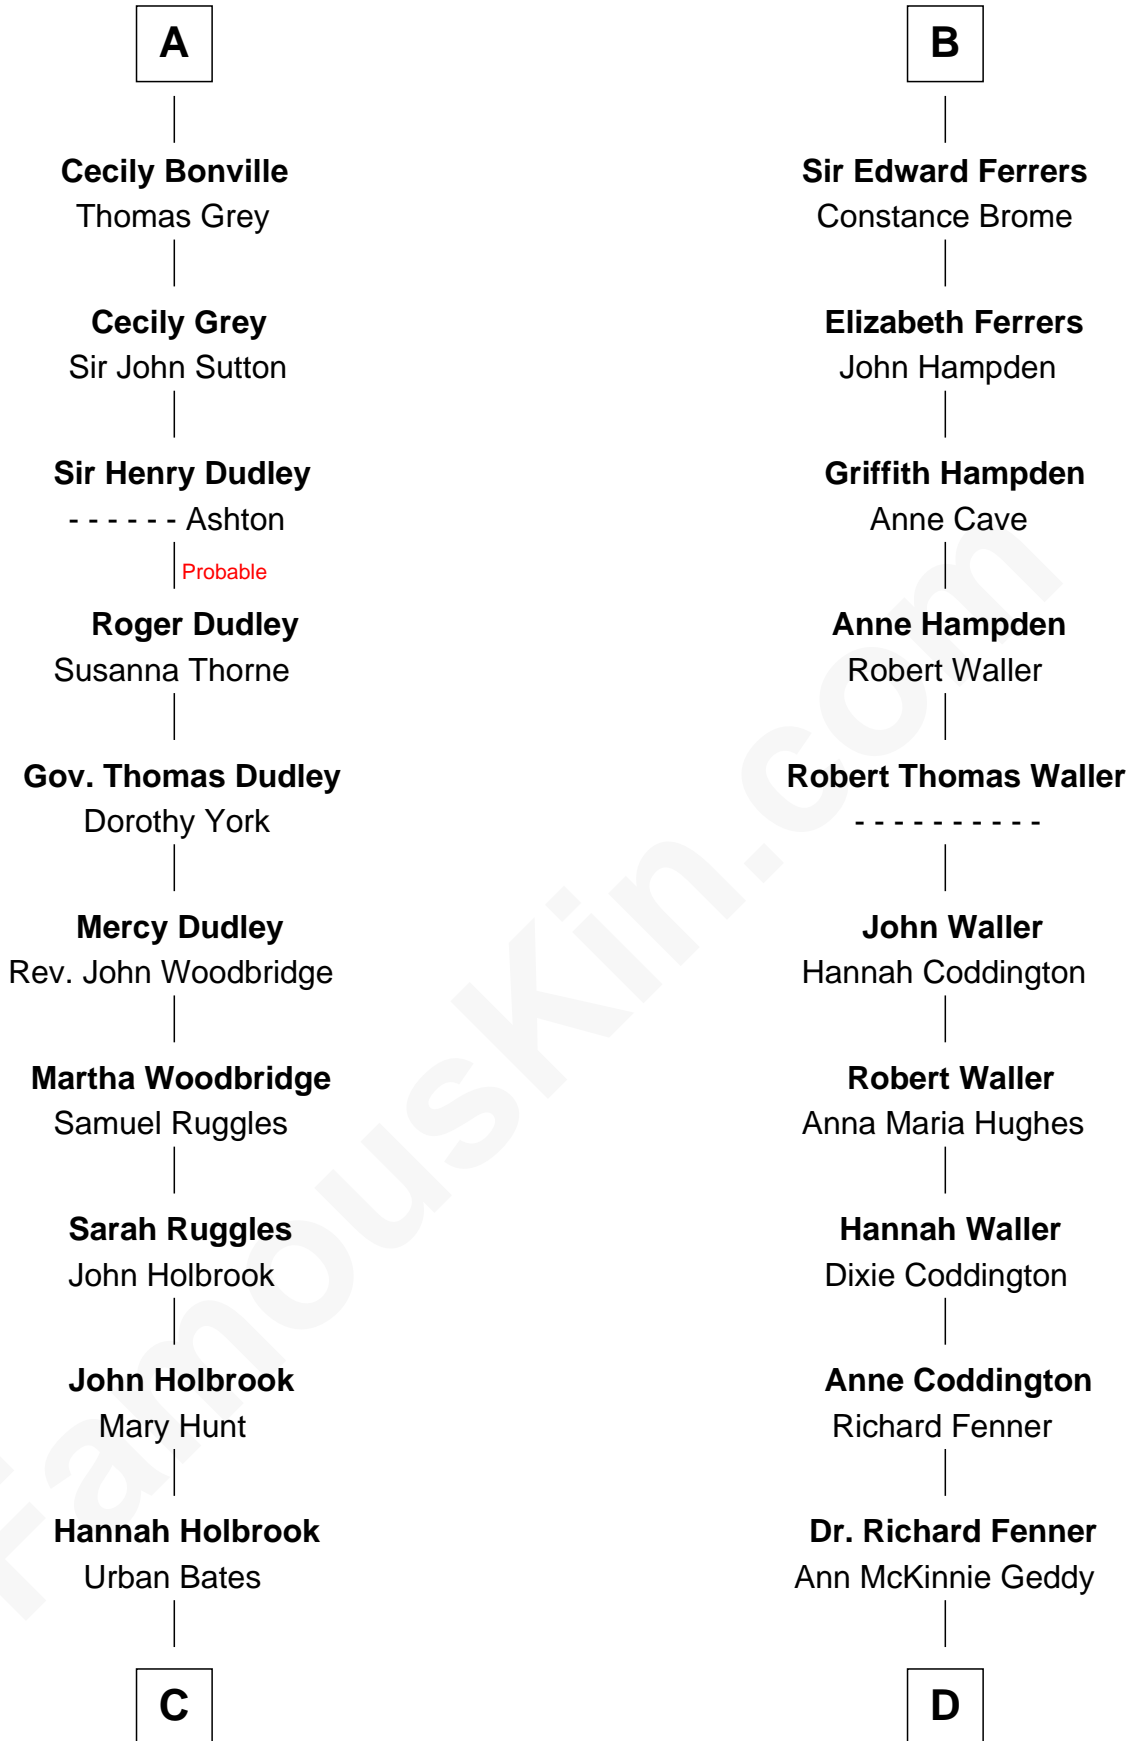 A
Cecily Bonville
Thomas Grey
Cecily Grey
Sir John Sutton
Sir Henry Dudley
- - - - - - Ashton
Probable
Roger Dudley
Susanna Thorne
Gov. Thomas Dudley
Dorothy York
Mercy Dudley
Rev. John Woodbridge
Martha Woodbridge
Samuel Ruggles
Sarah Ruggles
John Holbrook
John Holbrook
Mary Hunt
Hannah Holbrook
Urban Bates
C
B
Sir Edward Ferrers
Constance Brome
Elizabeth Ferrers
John Hampden
Griffith Hampden
Anne Cave
Anne Hampden
Robert Waller
Robert Thomas Waller
- - - - - - - - - -
John Waller
Hannah Coddington
Robert Waller
Anna Maria Hughes
Hannah Waller
Dixie Coddington
Anne Coddington
Richard Fenner
Dr. Richard Fenner
Ann McKinnie Geddy
D
FamousKin.com